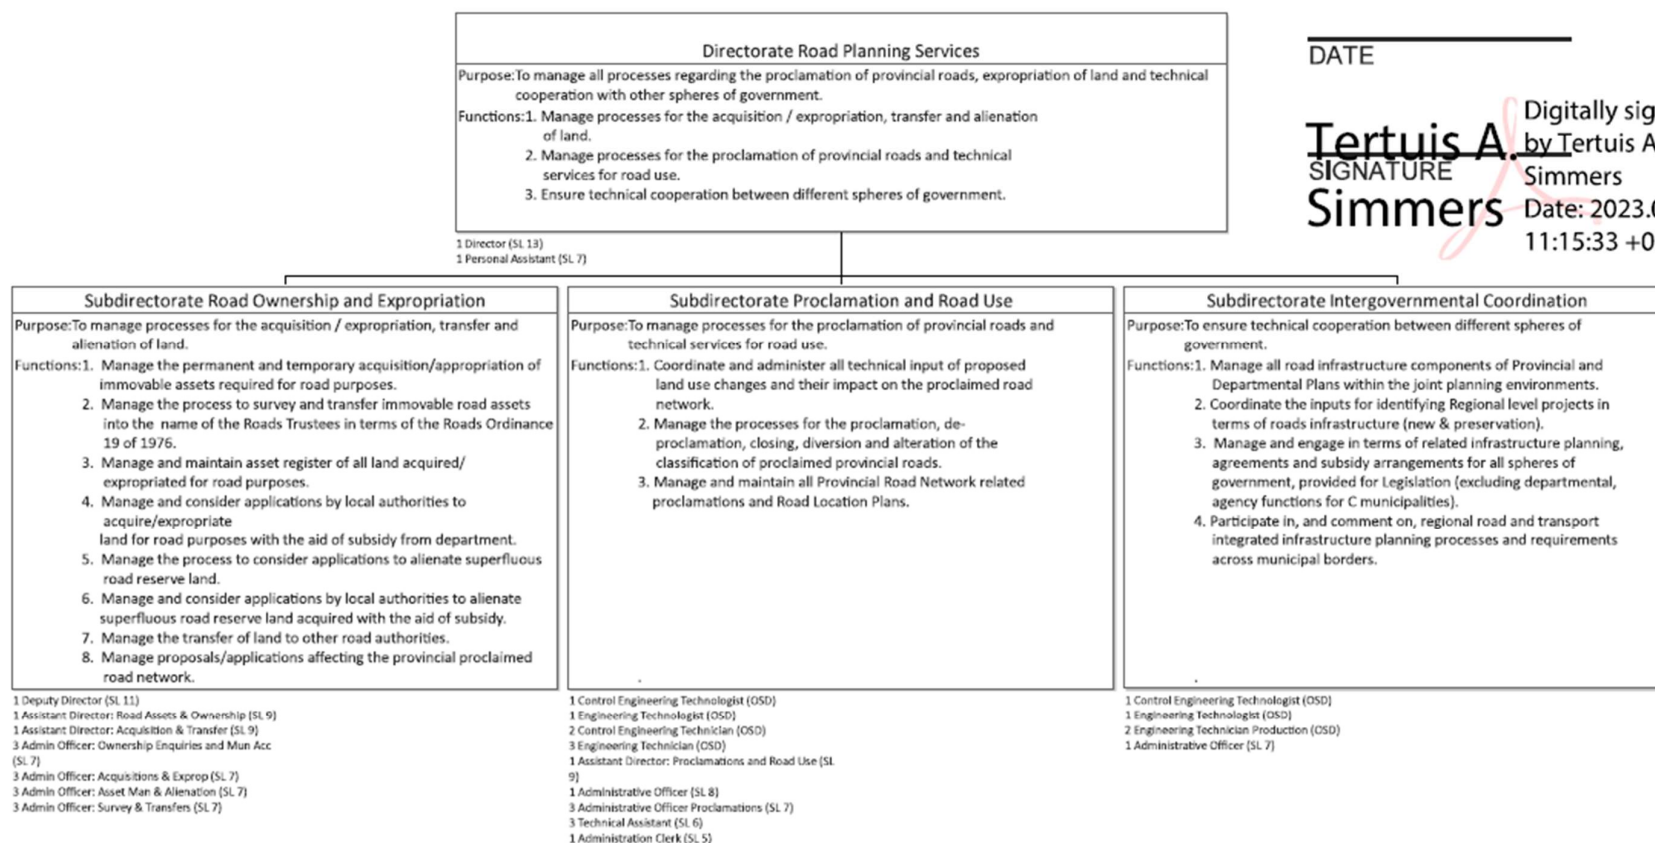 Directorate Road Planning Services
Purpose:To manage all processes regarding the proclamation of provincial roads, expropriation of land and technical
cooperation with other spheres of government.
Functions:1. Manage processes for the acquisition / expropriation, transfer and alienation
of land.
2. Manage processes for the proclamation of provincial roads and technical
services for road use.
3. Ensure technical cooperation between different spheres of government.
1 Director (SL 13)
1 Personal Assistant (SL 7)
DATE
Tertuis A.
SIGNATURE
Simmers
Digitally sig
by Tertuis A
Simmers
Date: 2023.0
11:15:33 +0
Subdirectorate Road Ownership and Expropriation
Purpose:To manage processes for the acquisition / expropriation, transfer and
alienation of land.
Functions:1. Manage the permanent and temporary acquisition/appropriation of
immovable assets required for road purposes.
2. Manage the process to survey and transfer immovable road assets
into the name of the Roads Trustees in terms of the Roads Ordinance
19 of 1976.
3. Manage and maintain asset register of all land acquired/
expropriated for road purposes.
4. Manage and consider applications by local authorities to
acquire/expropriate
land for road purposes with the aid of subsidy from department.
5. Manage the process to consider applications to alienate superfluous
road reserve land.
6. Manage and consider applications by local authorities to alienate
superfluous road reserve land acquired with the aid of subsidy.
7. Manage the transfer of land to other road authorities.
8. Manage proposals/applications affecting the provincial proclaimed
road network.
1 Deputy Director (SL 11)
1 Assistant Director: Road Assets & Ownership (SL 9)
1 Assistant Director: Acquisition & Transfer (SL 9)
3 Admin Officer: Ownership Enquiries and Mun Acc
(SL 7)
3 Admin Officer: Acquisitions & Exprop (SL 7)
3 Admin Officer: Asset Man & Alienation (SL 7)
3 Admin Officer: Survey & Transfers (SL 7)
Subdirectorate Proclamation and Road Use
Purpose:To manage processes for the proclamation of provincial roads and
technical services for road use.
Functions:1. Coordinate and administer all technical input of proposed
land use changes and their impact on the proclaimed road
network.
2. Manage the processes for the proclamation, de-
proclamation, closing, diversion and alteration of the
classification of proclaimed provincial roads.
3. Manage and maintain all Provincial Road Network related
proclamations and Road Location Plans.
.
1 Control Engineering Technologist (OSD)
1 Engineering Technologist (OSD)
2 Control Engineering Technician (OSD)
3 Engineering Technician (OSD)
1 Assistant Director: Proclamations and Road Use (SL
9)
1 Administrative Officer (SL 8)
3 Administrative Officer Proclamations (SL 7)
3 Technical Assistant (SL 6)
1 Administration Clerk (SL 5)
Subdirectorate Intergovernmental Coordination
Purpose:To ensure technical cooperation between different spheres of
government.
Functions:1. Manage all road infrastructure components of Provincial and
Departmental Plans within the joint planning environments.
2. Coordinate the inputs for identifying Regional level projects in
terms of roads infrastructure (new & preservation).
3. Manage and engage in terms of related infrastructure planning,
agreements and subsidy arrangements for all spheres of
government, provided for Legislation (excluding departmental,
agency functions for C municipalities).
4. Participate in, and comment on, regional road and transport
integrated infrastructure planning processes and requirements
across municipal borders.
.
1 Control Engineering Technologist (OSD)
1 Engineering Technologist (OSD)
2 Engineering Technician Production (OSD)
1 Administrative Officer (SL 7)